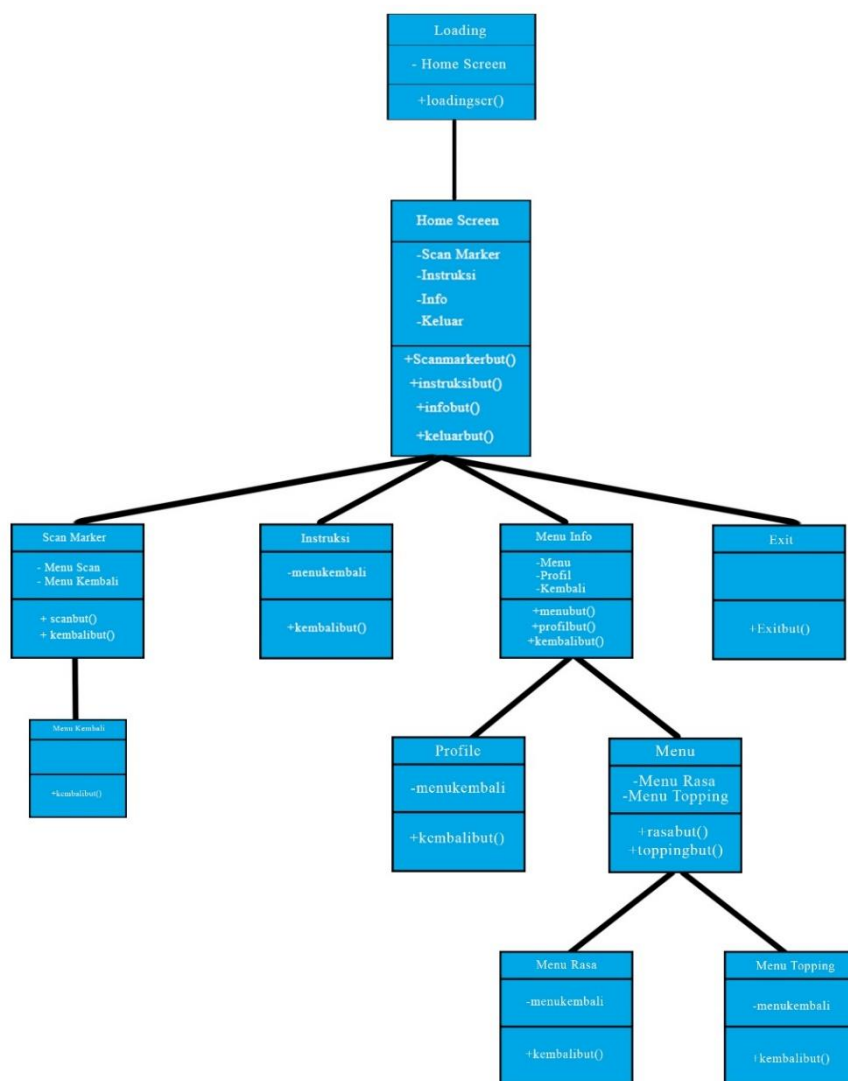 Loading
- Home Screen
+loadingscr()
Home Screen
-Scan Marker
-Instruksi
-Info
-Keluar
+Scanmarkerbut()
+instruksibut()
+infobut()
+keluarbut()
Scan Marker
- Menu Scan
- Menu Kembali
+ scanbut()
+ kembalibut()
Instruksi
-menukembali
+kembalibut()
Menu Info
-Menu
-Profil
-Kembali
+menubut()
+profilbut()
+kembalibut()
Exit
+Exitbut()
Menu Kembali
+kembalibut()
Profile
-menukembali
+kembalibut()
Menu
-Menu Rasa
-Menu Topping
+rasabut()
+toppingbut()
Menu Rasa
-menukembali
+kembalibut()
Menu Topping
-menukembali
+kembalibut()